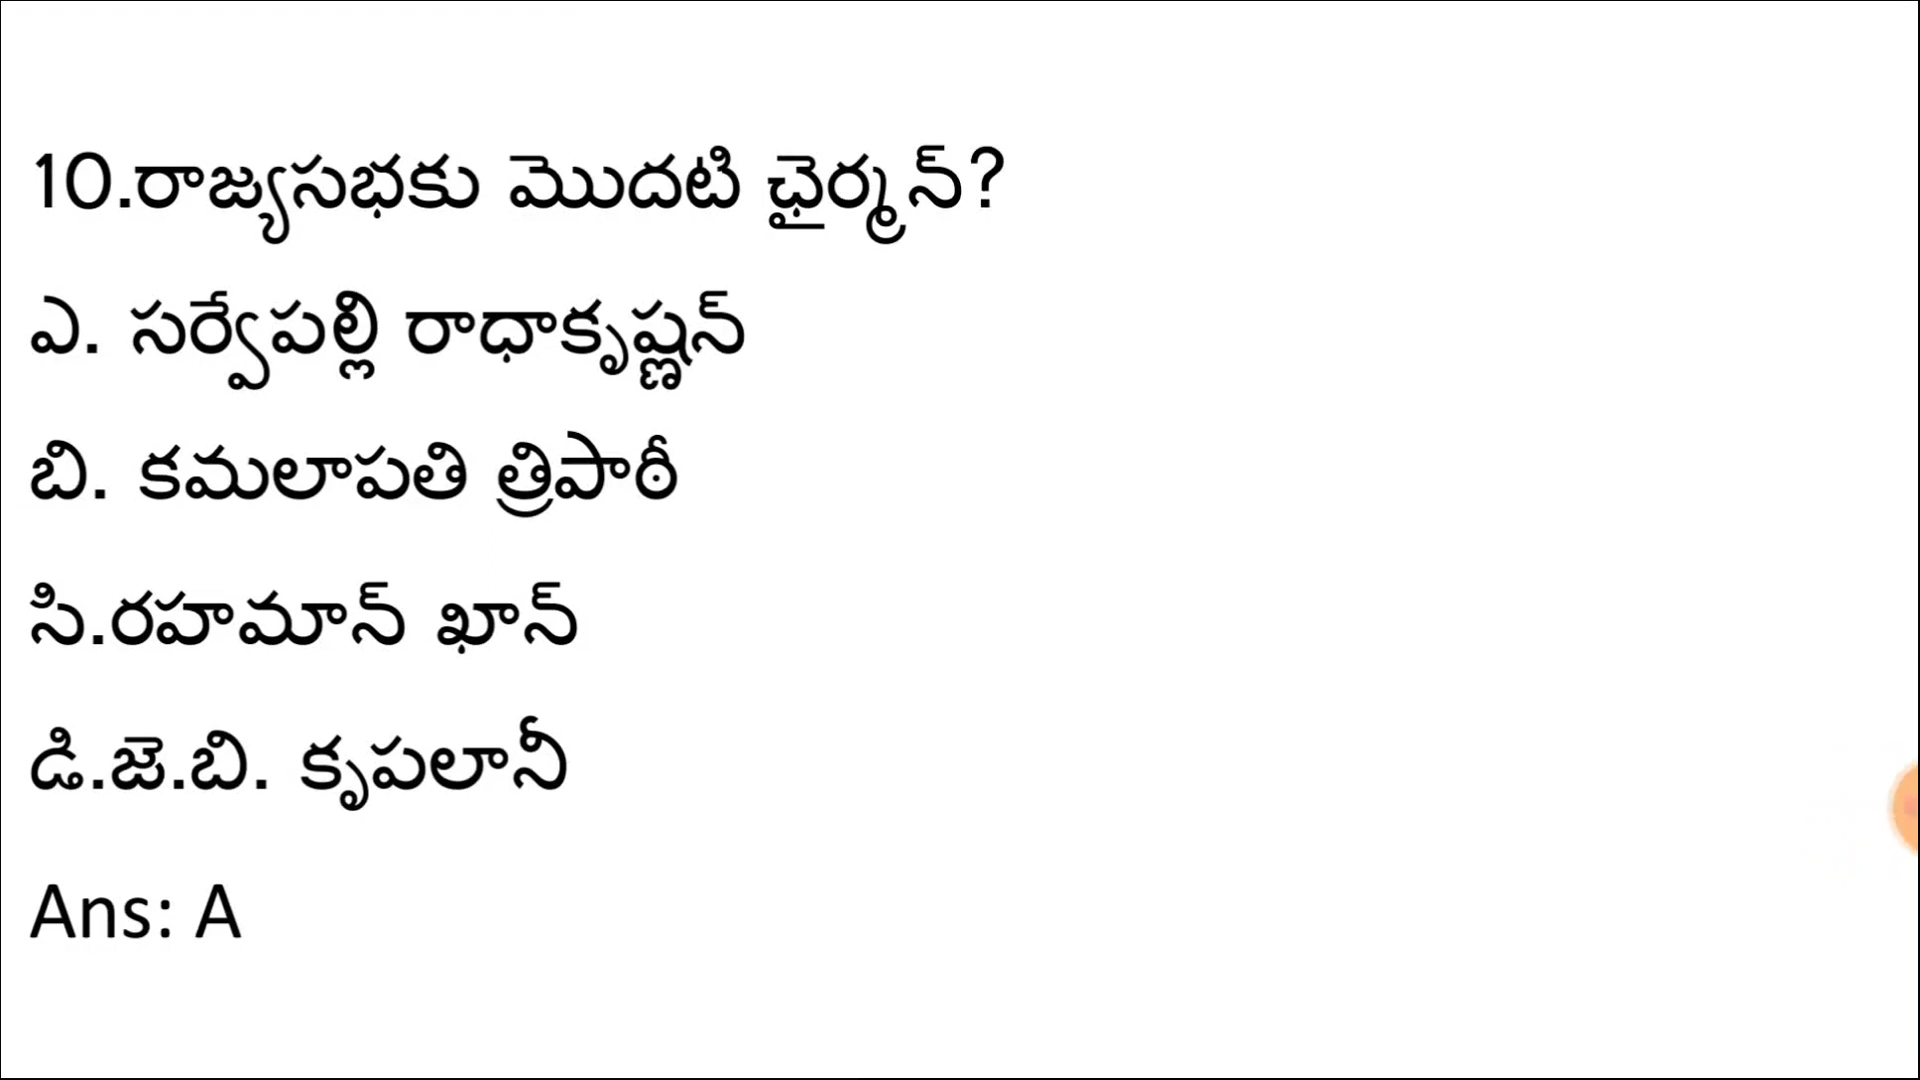 10.రాజ్యసభకు మొదటి ఛైర్మన్?
ఎ. సర్వేపల్లి రాధాకృష్ణన్
బి. కమలాపతి త్రిపాఠీ
సి.రహమాన్ ఖాన్
డి.జె.బి. కృపలానీ
Ans: A